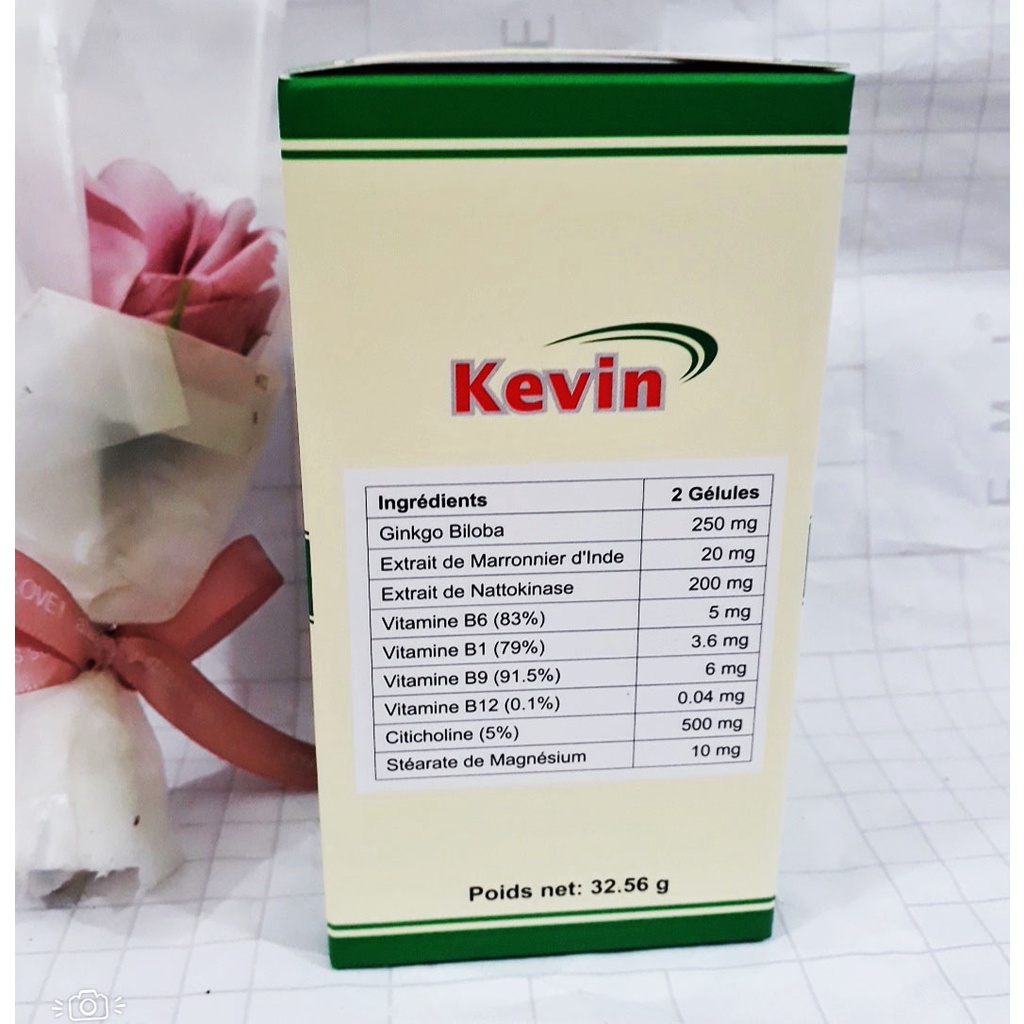 Kevin
Ingrédients 2 Gélules
Ginkgo Biloba 250 mg
Extrait de Marronnier d'Inde 20 mg
Extrait de Nattokinase 200 mg
Vitamine B6 (83%) 5 mg
Vitamine B1 (79%) 3.6 mg
Vitamine B9 (91.5%) 6 mg
Vitamine B12 (0.1%) 0.04 mg
Citicholine (5%) 500 mg
Stéarate de Magnésium 10 mg
Poids net: 32.56 g
LOVE!